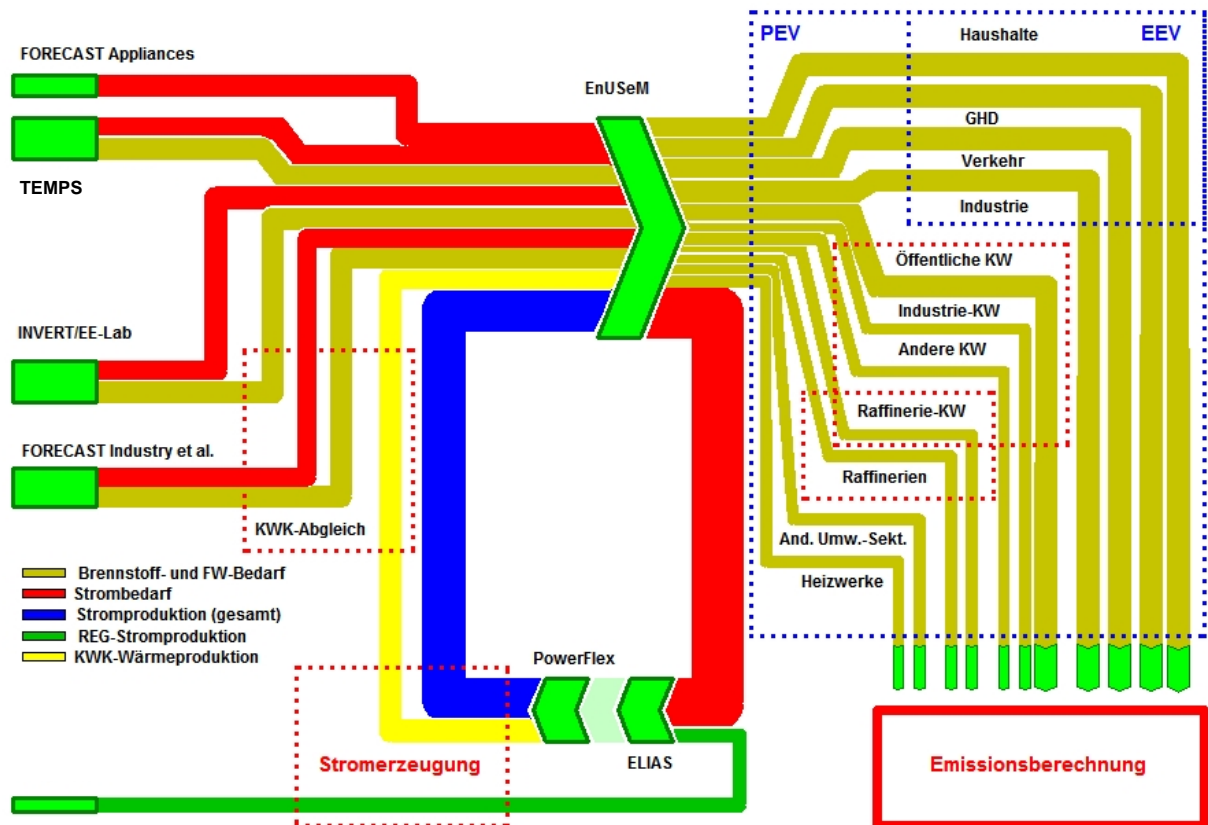 FORECAST Appliances
TEMPS
INVERT/EE-Lab
FORECAST Industry et al.
KWK-Abgleich
Brennstoff- und FW-Bedarf
Strombedarf
Stromproduktion (gesamt)
REG-Stromproduktion
KWK-Wärmeproduktion
EnUSeM
PowerFlex
ELIAS
Stromerzeugung
PEV
EEV
Haushalte
GHD
Verkehr
Industrie
Öffentliche KW
Industrie-KW
Andere KW
Raffinerie-KW
Raffinerien
And. Umw.-Sekt.
Heizwerke
Emissionsberechnung